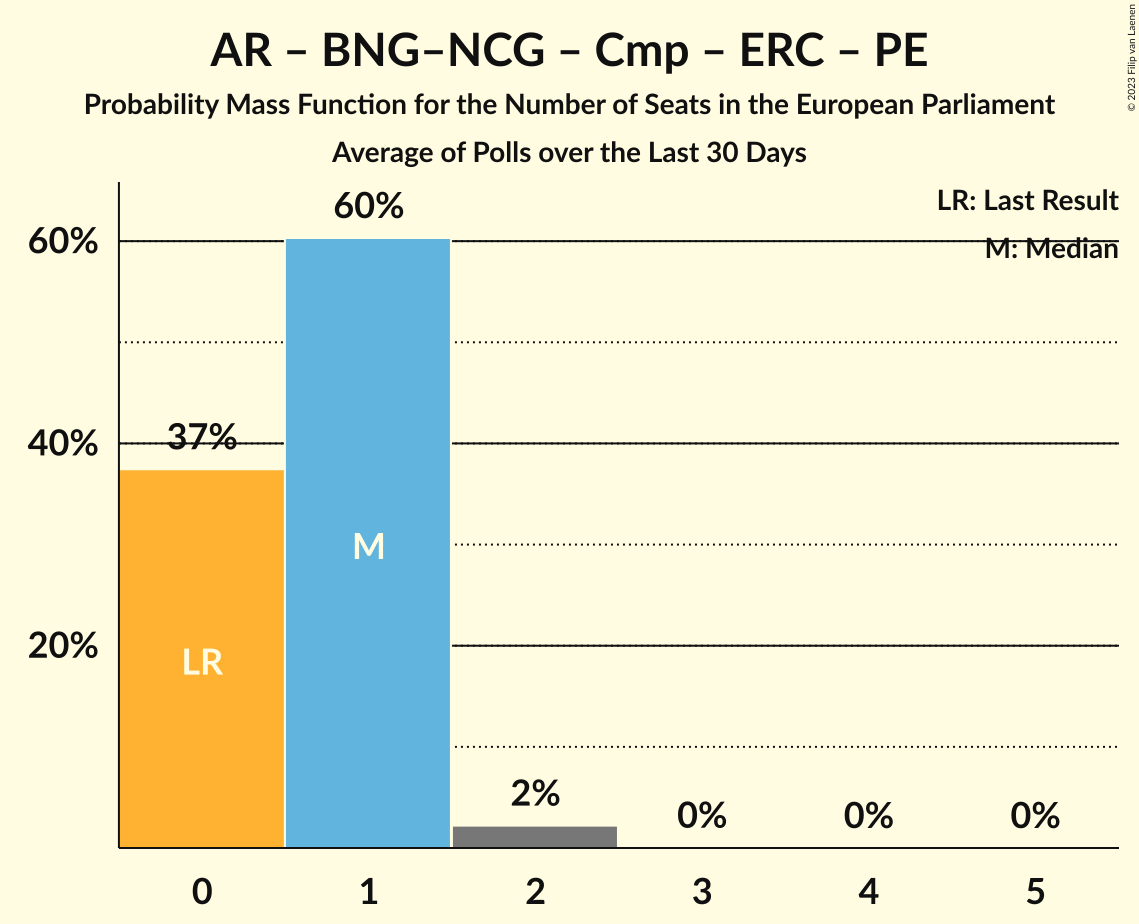 AR – BNG–NCG – Cmp – ERC – PE
Probability Mass Function for the Number of Seats in the European Parliament
Average of Polls over the Last 30 Days
© 2023 Filip van Laenen
LR: Last Result
M: Median
60%
40%
20%
37%
60%
2%
0%
0%
0%
LR
M
0
1
2
3
4
5